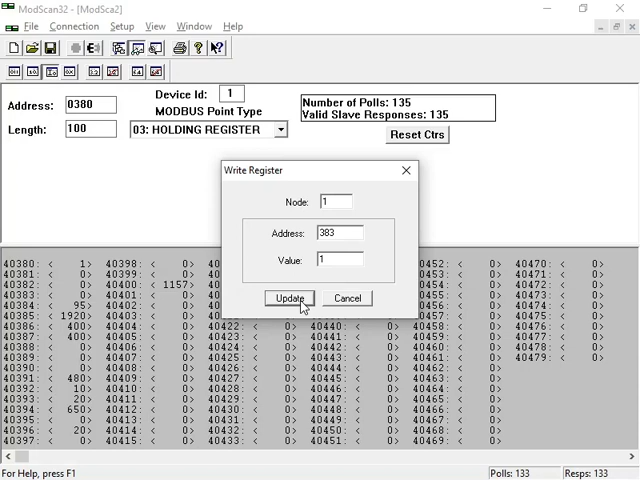 ModScan32 - [ModSca2]
File Connection Setup View Window Help
Address: 0380
Device Id: 1
MODBUS Point Type
Length: 100
03: HOLDING REGISTER
Number of Polls: 135
Valid Slave Responses: 135
Reset Ctrs
Write Register
Node: 1
Address: 383
Value: 1
Update Cancel
40380: < 1> 40398: < 0> 40452: < 0> 40470: < 0>
40381: < 0> 40399: < 0> 40453: < 0> 40471: < 0>
40382: < 0> 40400: < 1157> 40454: < 0> 40472: < 0>
40383: < 0> 40401: < 0> 40455: < 0> 40473: < 0>
40384: < 95> 40402: < 0> 40456: < 0> 40474: < 0>
40385: < 1920> 40403: < 0> 40457: < 0> 40475: < 0>
40386: < 400> 40404: < 0> 40422: < 0> 40440: < 0> 40458: < 0> 40476: < 0>
40387: < 400> 40405: < 0> 40423: < 0> 40441: < 0> 40459: < 0> 40477: < 0>
40388: < 0> 40406: < 0> 40424: < 0> 40442: < 0> 40460: < 0> 40478: < 0>
40389: < 0> 40407: < 0> 40425: < 0> 40443: < 0> 40461: < 0> 40479: < 0>
40390: < 0> 40408: < 0> 40426: < 0> 40444: < 0> 40462: < 0>
40391: < 480> 40409: < 0> 40427: < 0> 40445: < 0> 40463: < 0>
40392: < 10> 40410: < 0> 40428: < 0> 40446: < 0> 40464: < 0>
40393: < 20> 40411: < 0> 40429: < 0> 40447: < 0> 40465: < 0>
40394: < 650> 40412: < 0> 40430: < 0> 40448: < 0> 40466: < 0>
40395: < 0> 40413: < 0> 40431: < 0> 40449: < 0> 40467: < 0>
40396: < 20> 40414: < 0> 40432: < 0> 40450: < 0> 40468: < 0>
40397: < 0> 40415: < 0> 40433: < 0> 40451: < 0> 40469: < 0>
For Help, press F1
Polls: 133
Resps: 133